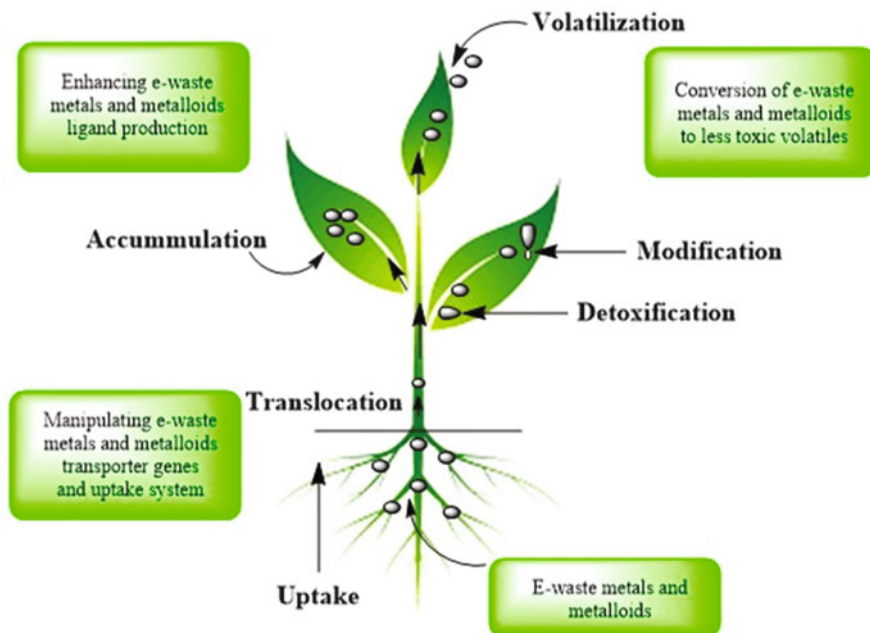 Volatilization
Enhancing e-waste
metals and metalloids
ligand production
Conversion of e-waste
metals and metalloids
to less toxic volatiles
Accummulation
Modification
Detoxification
Translocation
Manipulating e-waste
metals and metalloids
transporter genes
and uptake system
Uptake
E-waste metals and
metalloids